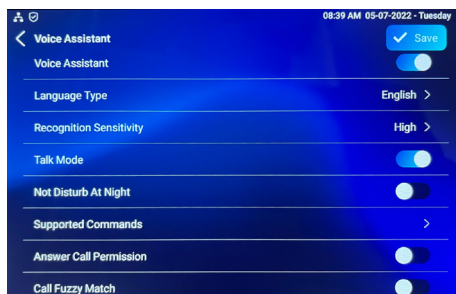 08:39 AM 05-07-2022 - Tuesday
Voice Assistant
Save
Voice Assistant
Language Type English >
Recognition Sensitivity High >
Talk Mode
Not Disturb At Night
Supported Commands >
Answer Call Permission
Call Fuzzy Match